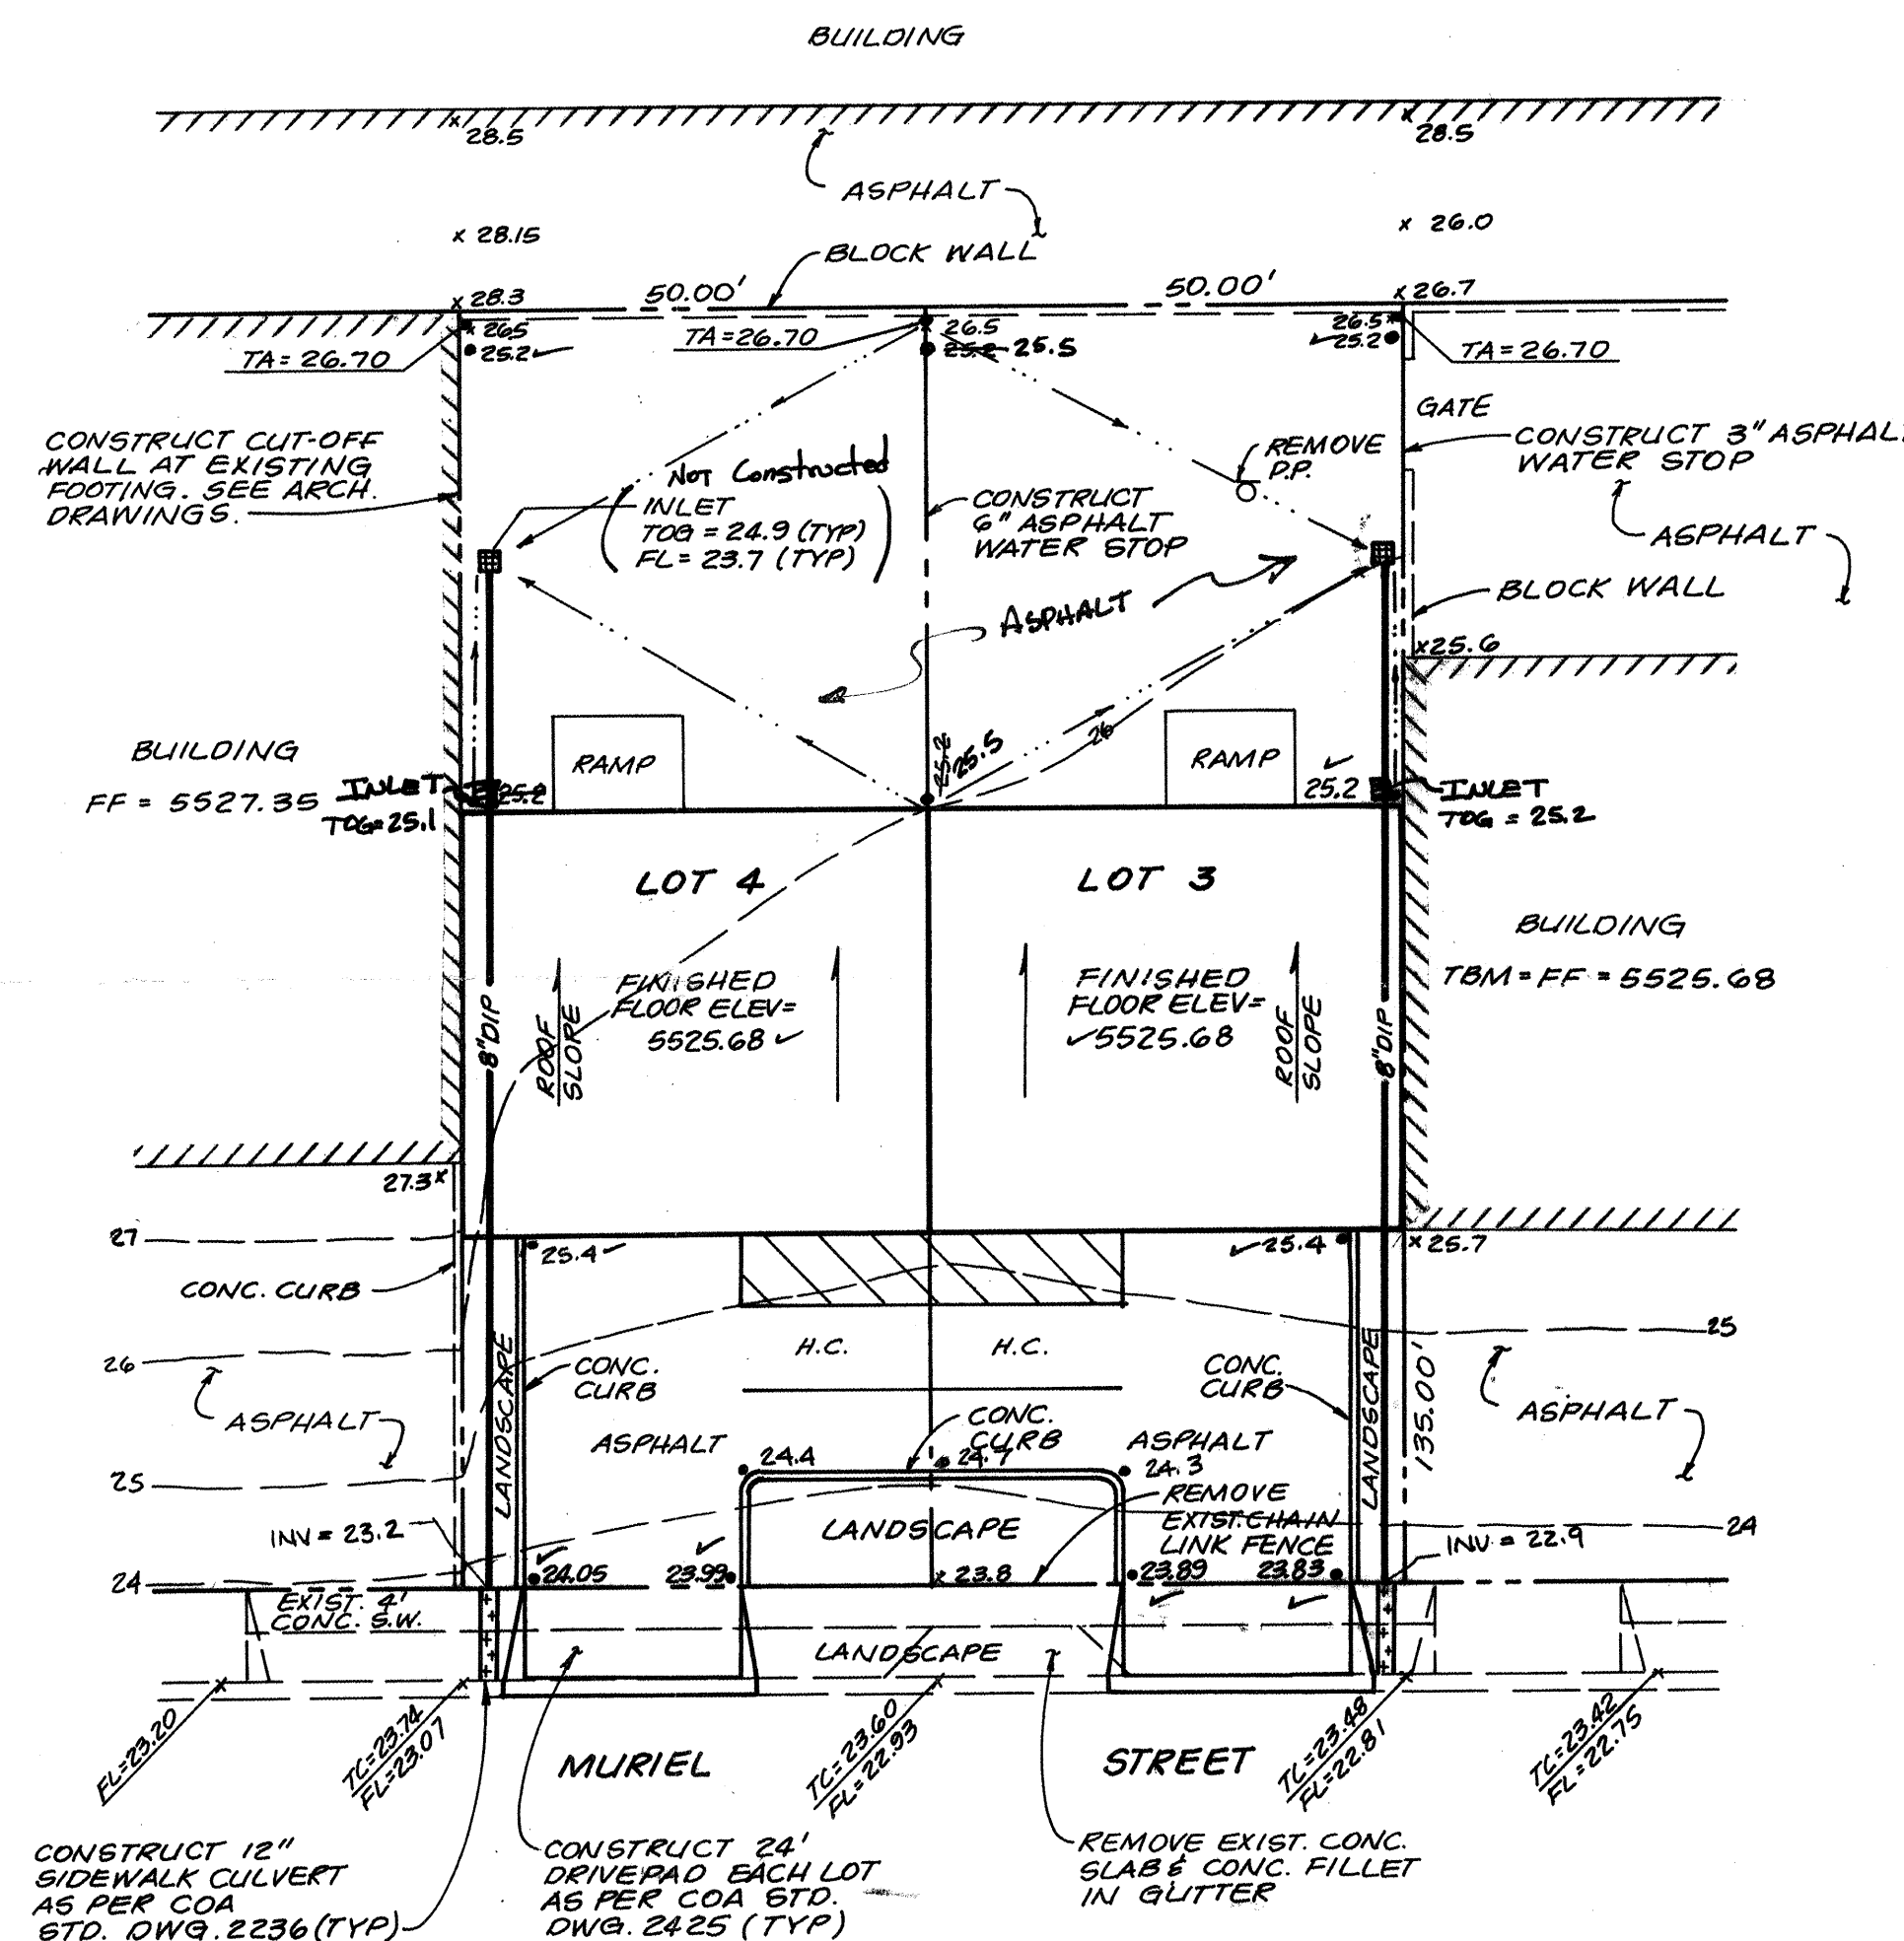 BUILDING
28.5
28.5
ASPHALT
28.15
26.0
BLOCK WALL
28.3
50.00'
50.00'
26.7
265
TA=26.70
26.5
26.5
TA= 26.70
25.2
25.2 25.5
25.2
TA=26.70
GATE
CONSTRUCT CUT-OFF
WALL AT EXISTING
FOOTING. SEE ARCH.
DRAWINGS.
NOT Constructed
INLET
TOG = 24.9 (TYP)
FL= 23.7 (TYP)
CONSTRUCT
6" ASPHALT
WATER STOP
REMOVE
P.P.
CONSTRUCT 3" ASPHALT
WATER STOP
ASPHALT
ASPHALT
BLOCK WALL
25.6
26
25.2
25.5
RAMP
RAMP
BUILDING
FF = 5527.35
INLET
TOG=25.1
25.2
25.2
INLET
TOG = 25.2
LOT 4
LOT 3
BUILDING
TBM=FF= 5525.68
FINISHED
FLOOR ELEV=
5525.68
FINISHED
FLOOR ELEV=
5525.68
8"DIP
ROOF
SLOPE
ROOF
SLOPE
8"DIP
27.3
27
25.4
25.4
25.7
CONC. CURB
26
25
H.C.
H.C.
CONC.
CURB
CONC.
CURB
LANDSCAPE
LANDSCAPE
135.00'
ASPHALT
ASPHALT
CONC.
CURB
ASPHALT
ASPHALT
24.4
24.7
24.3
25
REMOVE
EXIST. CHAIN
LINK FENCE
INV = 23.2
LANDSCAPE
INV = 22.9
24
24
24.05
23.99
23.8
23.89
23.83
EXIST. 4'
CONC. S.W.
LANDSCAPE
FL=23.20
TC=23.74
FL=23.07
TC=23.60
FL=22.93
TC=23.48
FL=22.81
TC=23.42
FL=22.75
MURIEL STREET
CONSTRUCT 12"
SIDEWALK CULVERT
AS PER COA
STD. DWG. 2236 (TYP)
CONSTRUCT 24'
DRIVEPAD EACH LOT
AS PER COA STD.
DWG. 2425 (TYP)
REMOVE EXIST. CONC.
SLAB & CONC. FILLET
IN GUTTER